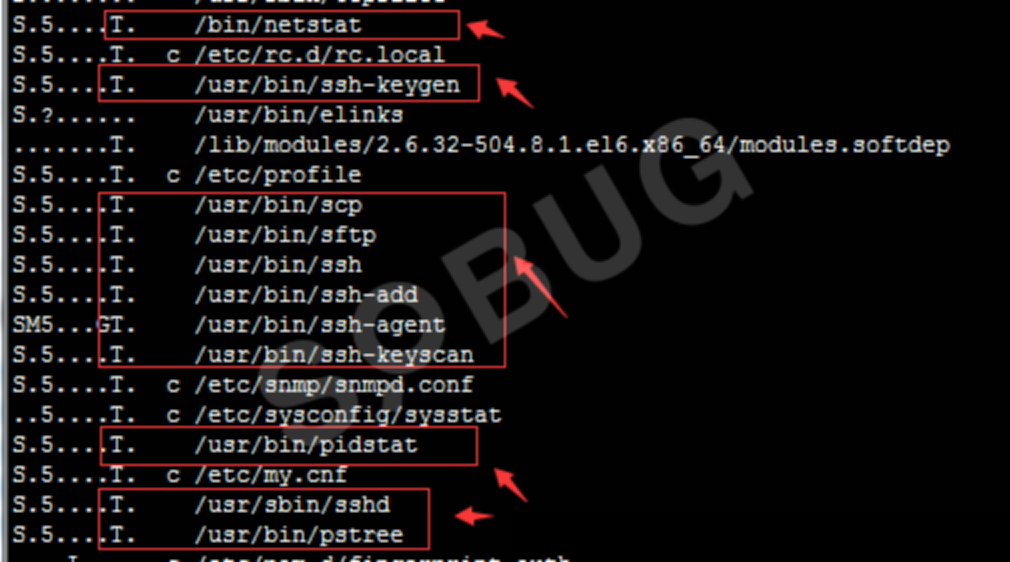 S.5....T.    /bin/netstat
S.5....T.  c /etc/rc.d/rc.local
S.5....T.    /usr/bin/ssh-keygen
S.?......    /usr/bin/elinks
.......T.    /lib/modules/2.6.32-504.8.1.el6.x86_64/modules.softdep
S.5....T.  c /etc/profile
S.5....T.    /usr/bin/scp
S.5....T.    /usr/bin/sftp
S.5....T.    /usr/bin/ssh
S.5....T.    /usr/bin/ssh-add
SM5...GT.    /usr/bin/ssh-agent
S.5....T.    /usr/bin/ssh-keyscan
S.5....T.  c /etc/snmp/snmpd.conf
..5....T.  c /etc/sysconfig/sysstat
S.5....T.    /usr/bin/pidstat
S.5....T.  c /etc/my.cnf
S.5....T.    /usr/sbin/sshd
S.5....T.    /usr/bin/pstree
SOBUG